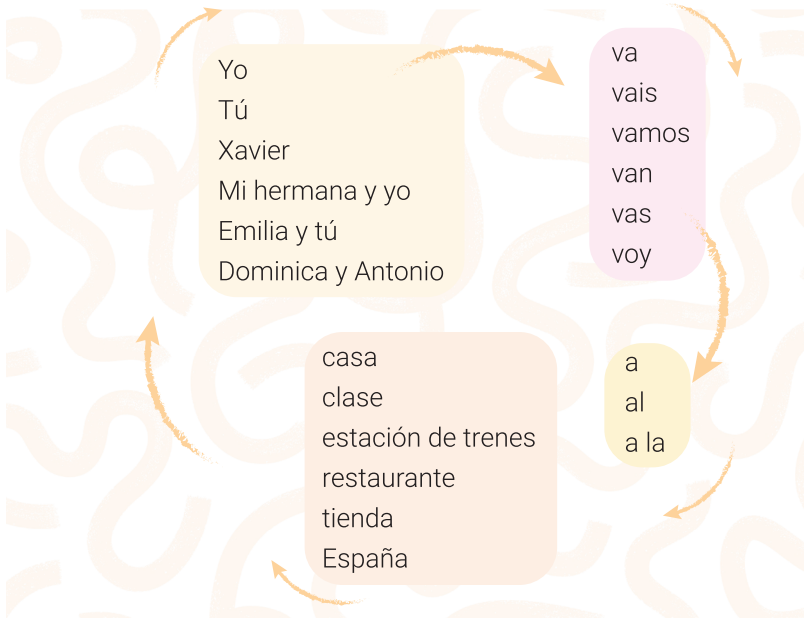 Yo
Tú
Xavier
Mi hermana y yo
Emilia y tú
Dominica y Antonio
va
vais
vamos
van
vas
voy
a
al
a la
casa
clase
estación de trenes
restaurante
tienda
España